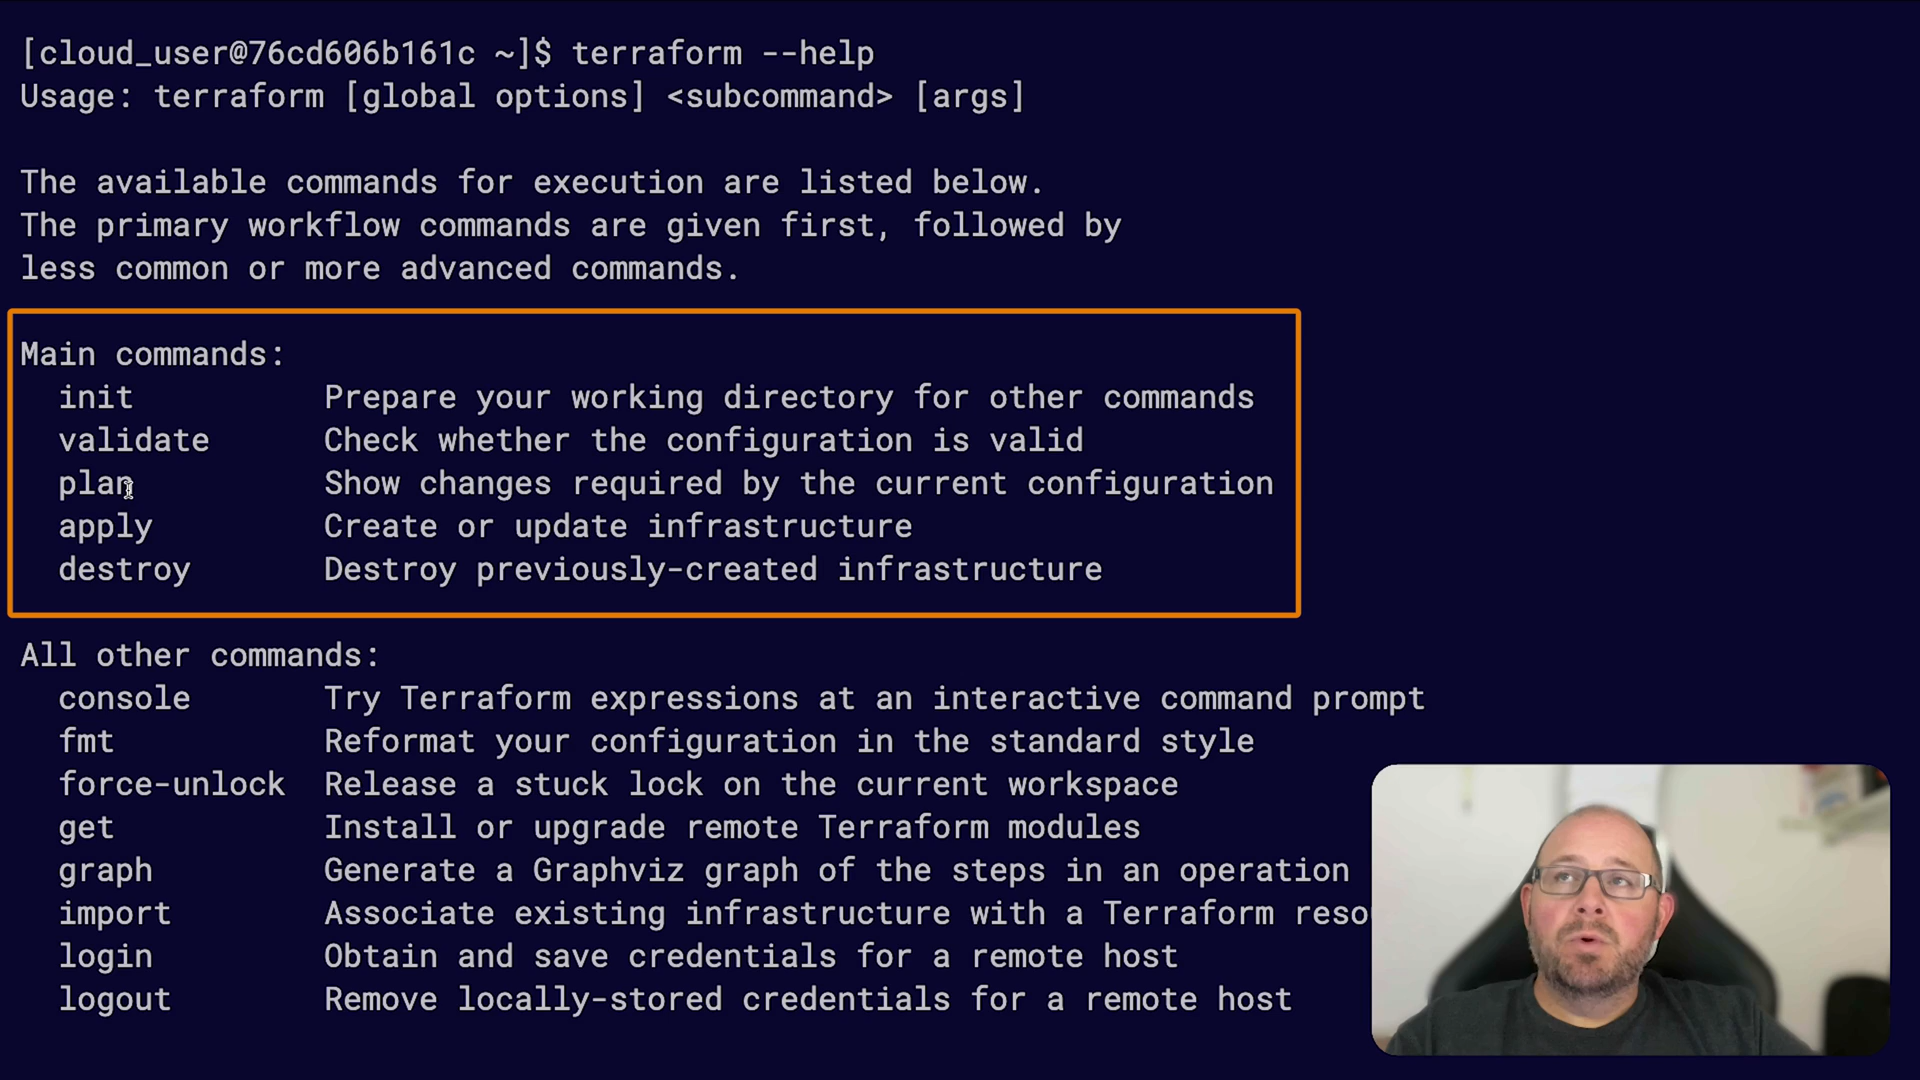 [cloud_user@76cd606b161c ~]$ terraform --help
Usage: terraform [global options] <subcommand> [args]
The available commands for execution are listed below.
The primary workflow commands are given first, followed by
less common or more advanced commands.
Main commands:
init Prepare your working directory for other commands
validate Check whether the configuration is valid
plan Show changes required by the current configuration
apply Create or update infrastructure
destroy Destroy previously-created infrastructure
All other commands:
console Try Terraform expressions at an interactive command prompt
fmt Reformat your configuration in the standard style
force-unlock Release a stuck lock on the current workspace
get Install or upgrade remote Terraform modules
graph Generate a Graphviz graph of the steps in an operation
import Associate existing infrastructure with a Terraform
login Obtain and save credentials for a remote host
logout Remove locally-stored credentials for a remote host